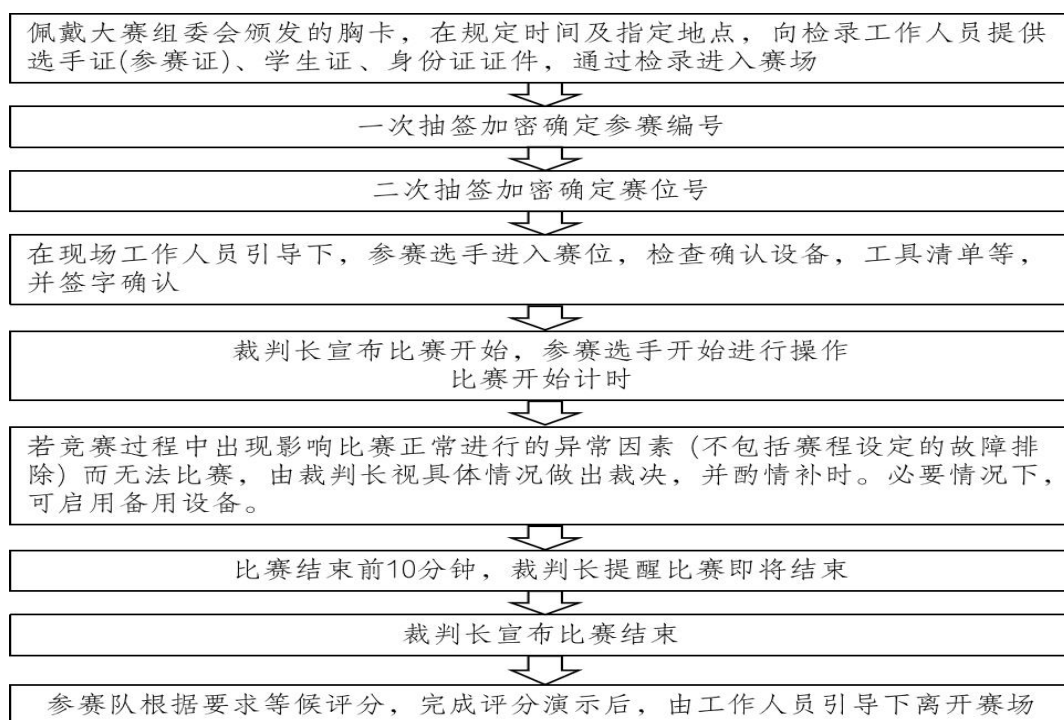 佩戴大赛组委会颁发的胸卡，在规定时间及指定地点，向检录工作人员提供
选手证(参赛证)、学生证、身份证证件，通过检录进入赛场
一次抽签加密确定参赛编号
二次抽签加密确定赛位号
在现场工作人员引导下，参赛选手进入赛位，检查确认设备，工具清单等，
并签字确认
裁判长宣布比赛开始，参赛选手开始进行操作
比赛开始计时
若竞赛过程中出现影响比赛正常进行的异常因素(不包括赛程设定的故障排
除)而无法比赛，由裁判长视具体情况做出裁决，并酌情补时。必要情况下，
可启用备用设备。
比赛结束前10分钟，裁判长提醒比赛即将结束
裁判长宣布比赛结束
参赛队根据要求等候评分，完成评分演示后，由工作人员引导下离开赛场